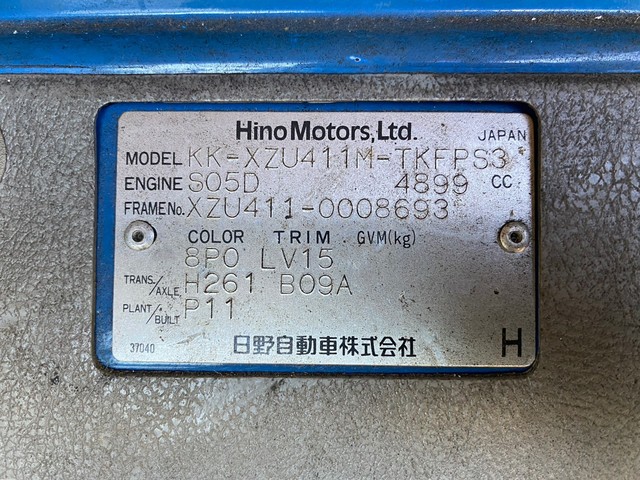 Hino Motors, Ltd. JAPAN
MODEL KK-XZU411M-TKFPS3
ENGINE S05D 4899 CC
FRAME No. XZU411-0008693
COLOR TRIM GVM(kg)
8P0 LV15
TRANS/AXLE H261 B09A
PLANT/BUILT P11
37040 日野自動車株式会社 H